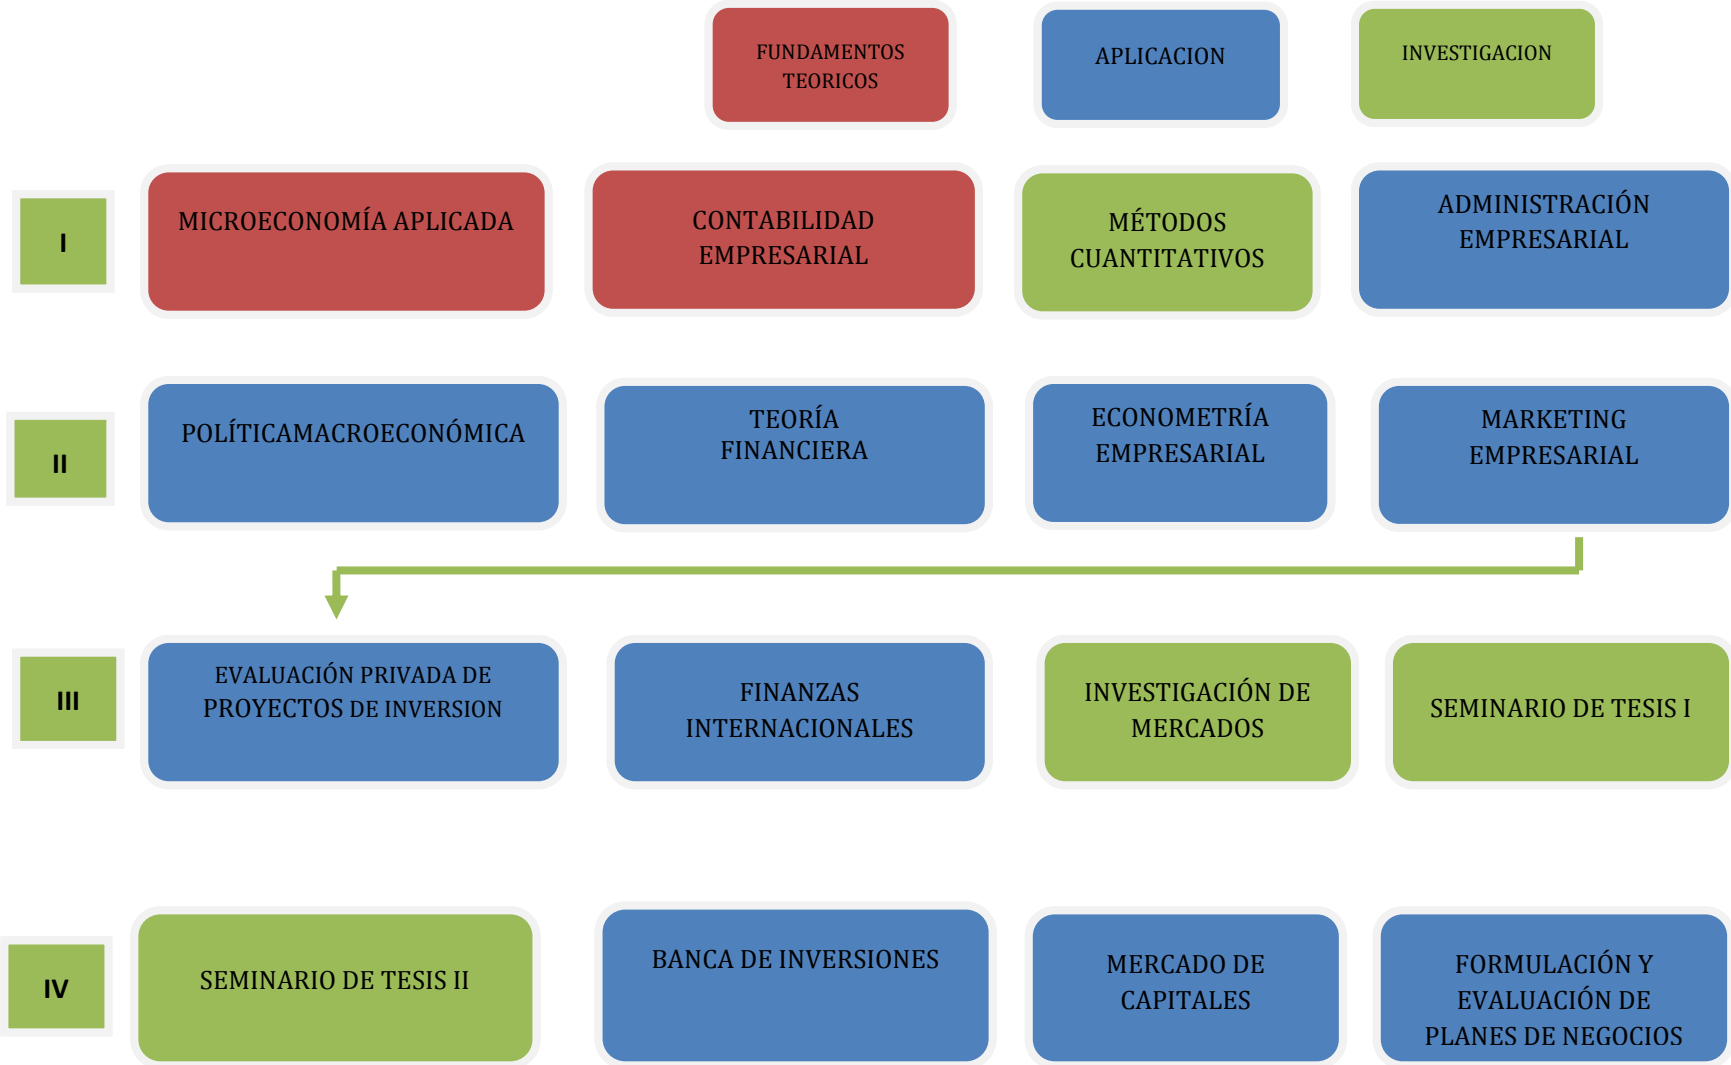 FUNDAMENTOS
TEORICOS
APLICACION
INVESTIGACION
I
MICROECONOMÍA APLICADA
CONTABILIDAD
EMPRESARIAL
MÉTODOS
CUANTITATIVOS
ADMINISTRACIÓN
EMPRESARIAL
II
POLÍTICAMACROECONÓMICA
TEORÍA
FINANCIERA
ECONOMETRÍA
EMPRESARIAL
MARKETING
EMPRESARIAL
III
EVALUACIÓN PRIVADA DE
PROYECTOS DE INVERSION
FINANZAS
INTERNACIONALES
INVESTIGACIÓN DE
MERCADOS
SEMINARIO DE TESIS I
IV
SEMINARIO DE TESIS II
BANCA DE INVERSIONES
MERCADO DE
CAPITALES
FORMULACIÓN Y
EVALUACIÓN DE
PLANES DE NEGOCIOS